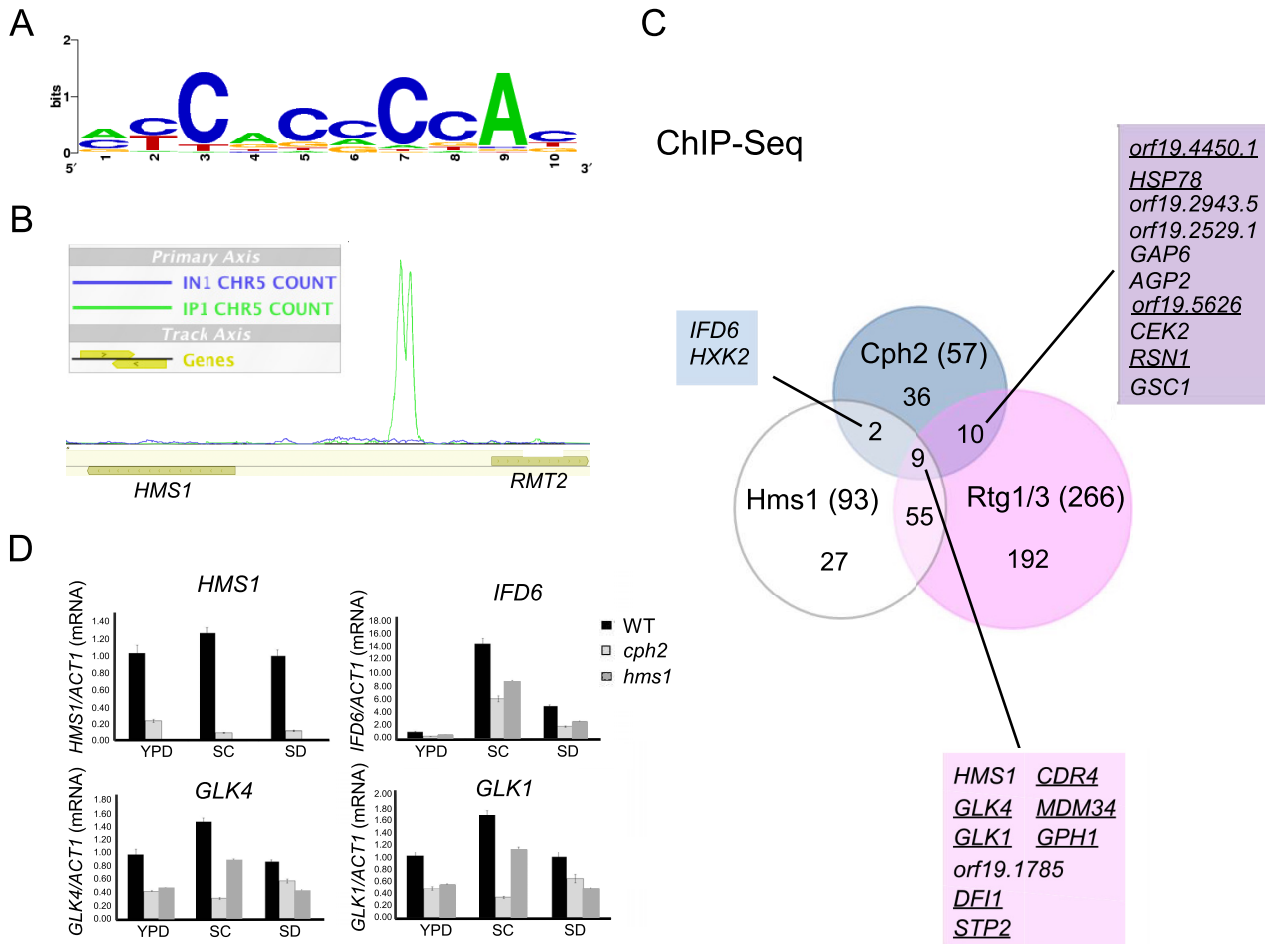 A
2
1
0
bits
A C C A C C C C A C
C T T G A G T
5′ 1 2 3 4 5 6 7 8 9 10 3′
B
Primary Axis
IN1 CHR5 COUNT
IP1 CHR5 COUNT
Track Axis
Genes
HMS1
RMT2
C
ChIP-Seq
IFD6
HXK2
Cph2 (57)
36
2
10
9
Hms1 (93)
55
Rtg1/3 (266)
27
192
orf19.4450.1
HSP78
orf19.2943.5
orf19.2529.1
GAP6
AGP2
orf19.5626
CEK2
RSN1
GSC1
HMS1 CDR4
GLK4 MDM34
GLK1 GPH1
orf19.1785
DFI1
STP2
D
HMS1
HMS1/ACT1 (mRNA)
1.40
1.20
1.00
0.80
0.60
0.40
0.20
0.00
YPD SC SD
IFD6
IFD6/ACT1 (mRNA)
18.00
16.00
14.00
12.00
10.00
8.00
6.00
4.00
2.00
0.00
YPD SC SD
WT
cph2
hms1
GLK4
GLK4/ACT1 (mRNA)
1.80
1.60
1.40
1.20
1.00
0.80
0.60
0.40
0.20
0.00
YPD SC SD
GLK1
GLK1/ACT1 (mRNA)
2.00
1.80
1.60
1.40
1.20
1.00
0.80
0.60
0.40
0.20
0.00
YPD SC SD